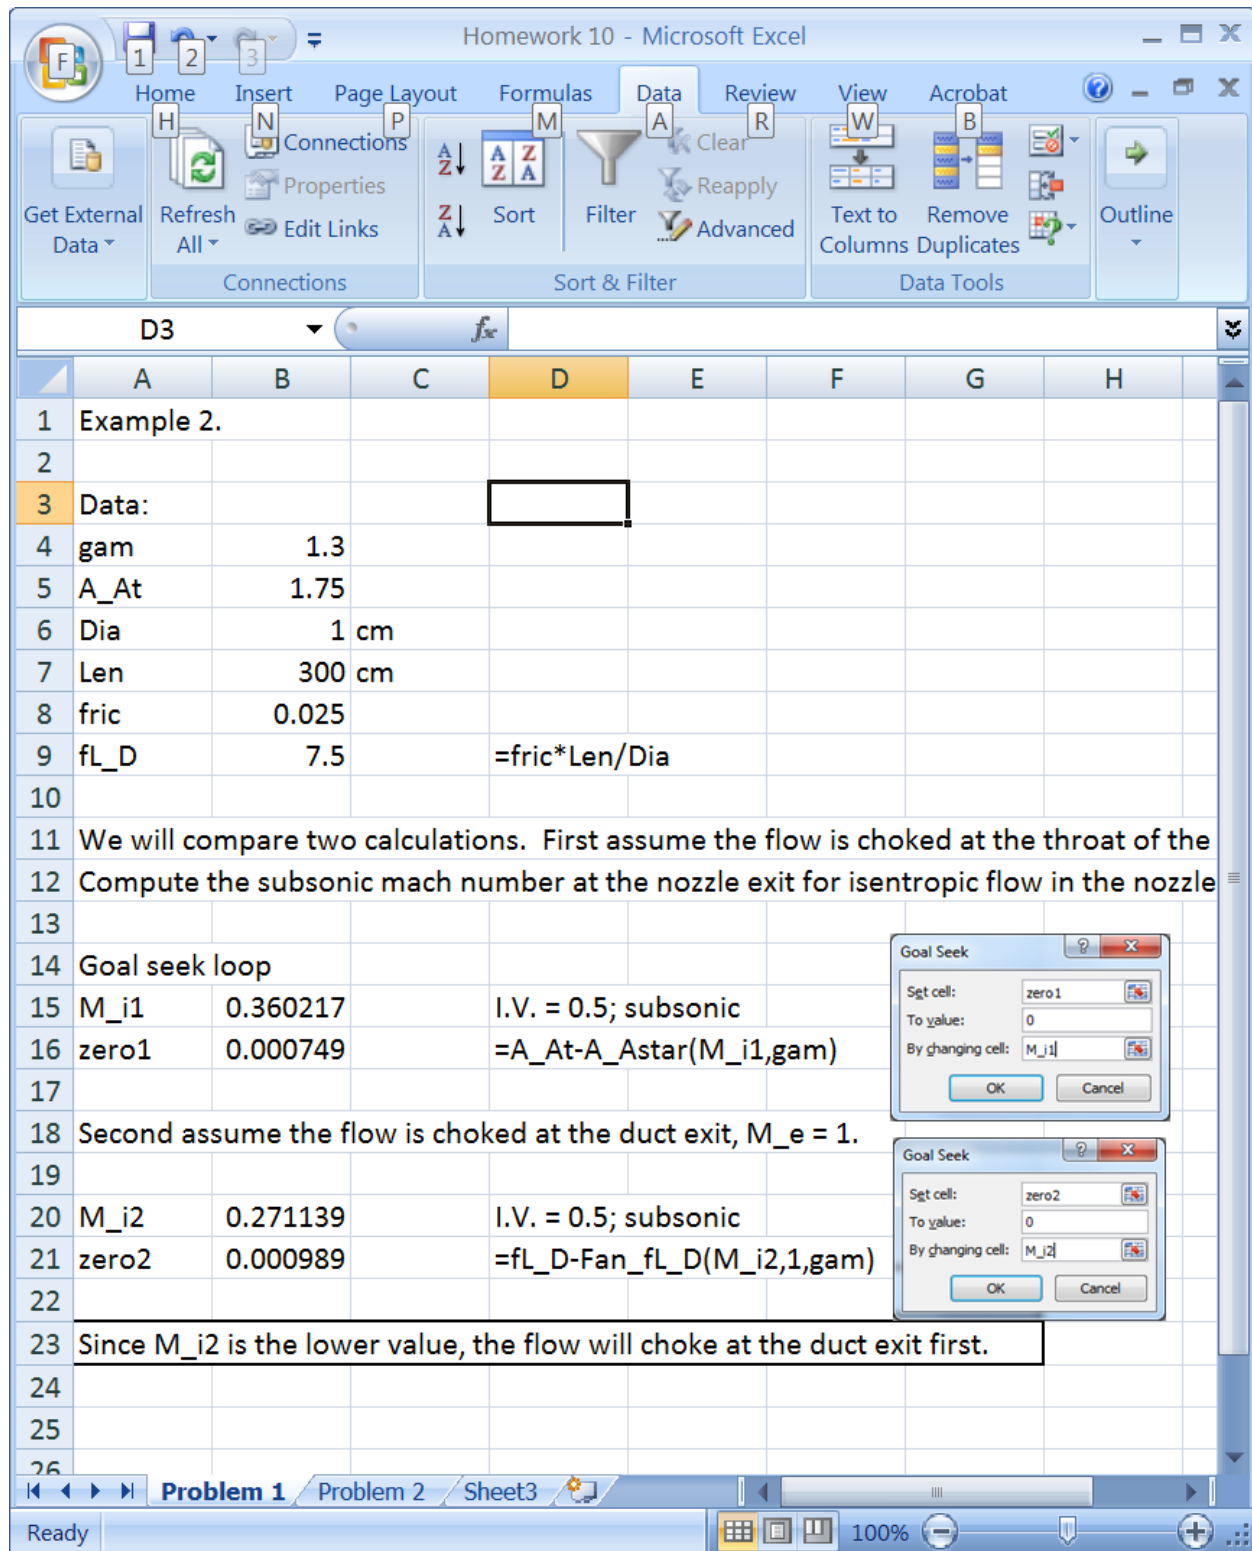 Homework 10 - Microsoft Excel
F 1 2 3
Home Insert Page Layout Formulas Data Review View Acrobat
H N P M A R W B
Get External Data
Refresh All
Connections
Properties
Edit Links
Connections
A Z
Z A
A Z Z A
Sort
Filter
Clear
Reapply
Advanced
Sort & Filter
Text to Columns
Remove Duplicates
Data Tools
Outline
D3 fx
A B C D E F G H
1 Example 2.
2
3 Data:
4 gam 1.3
5 A_At 1.75
6 Dia 1 cm
7 Len 300 cm
8 fric 0.025
9 fL_D 7.5 =fric*Len/Dia
10
11 We will compare two calculations. First assume the flow is choked at the throat of the
12 Compute the subsonic mach number at the nozzle exit for isentropic flow in the nozzle
13
14 Goal seek loop
15 M_i1 0.360217 I.V. = 0.5; subsonic
16 zero1 0.000749 =A_At-A_Astar(M_i1,gam)
17
Goal Seek
Set cell: zero1
To value: 0
By changing cell: M_i1
OK Cancel
18 Second assume the flow is choked at the duct exit, M_e = 1.
19
20 M_i2 0.271139 I.V. = 0.5; subsonic
21 zero2 0.000989 =fL_D-Fan_fL_D(M_i2,1,gam)
22
Goal Seek
Set cell: zero2
To value: 0
By changing cell: M_i2
OK Cancel
23 Since M_i2 is the lower value, the flow will choke at the duct exit first.
24
25
26
Problem 1 Problem 2 Sheet3
Ready 100%